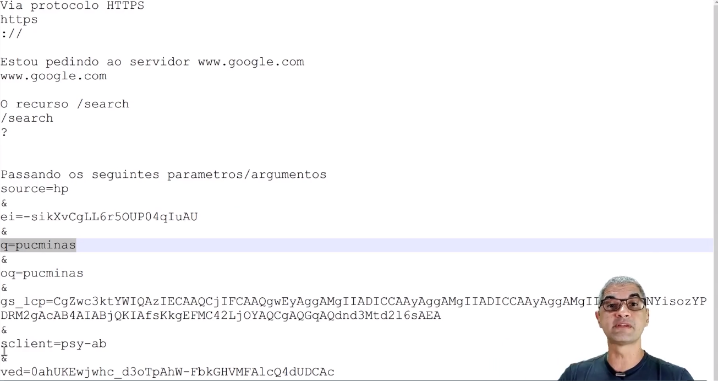 Via protocolo HTTPS
https
://
Estou pedindo ao servidor www.google.com
www.google.com
O recurso /search
/search
?
Passando os seguintes parametros/argumentos
source=hp
&
ei=-sikXvCgLL6r5OUP04qIuAU
&
q=pucminas
&
oq=pucminas
&
gs_lcp=CgZwc3ktYWIQAzIECAAQCjIFCAAQgwEyAggAMgIIADICCAAyAggAMgIIADICCAAyAggAMgII
NYisozYP
DRM2gAcAB4AIABjQKIAfsKkgEFMC42LjOYAQCgAQGqAQdnd3Mtd2l6sAEA
&
sclient=psy-ab
&
ved=0ahUKEwjwhc_d3oTpAhW-FbkGHVMFAlcQ4dUDCAc